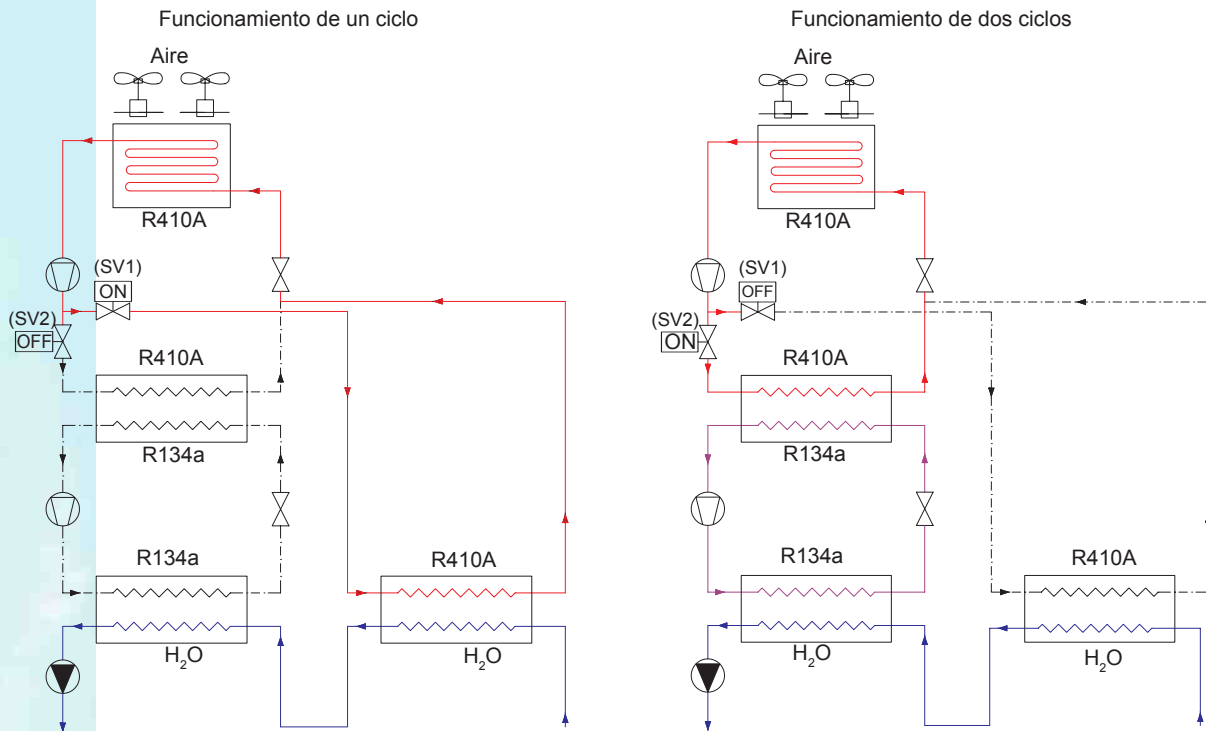 Funcionamiento de un ciclo
Aire
R410A
(SV1)
ON
(SV2)
OFF
R410A
R134a
R134a
H₂O
R410A
H₂O
Funcionamiento de dos ciclos
Aire
R410A
(SV1)
OFF
(SV2)
ON
R410A
R134a
R134a
H₂O
R410A
H₂O